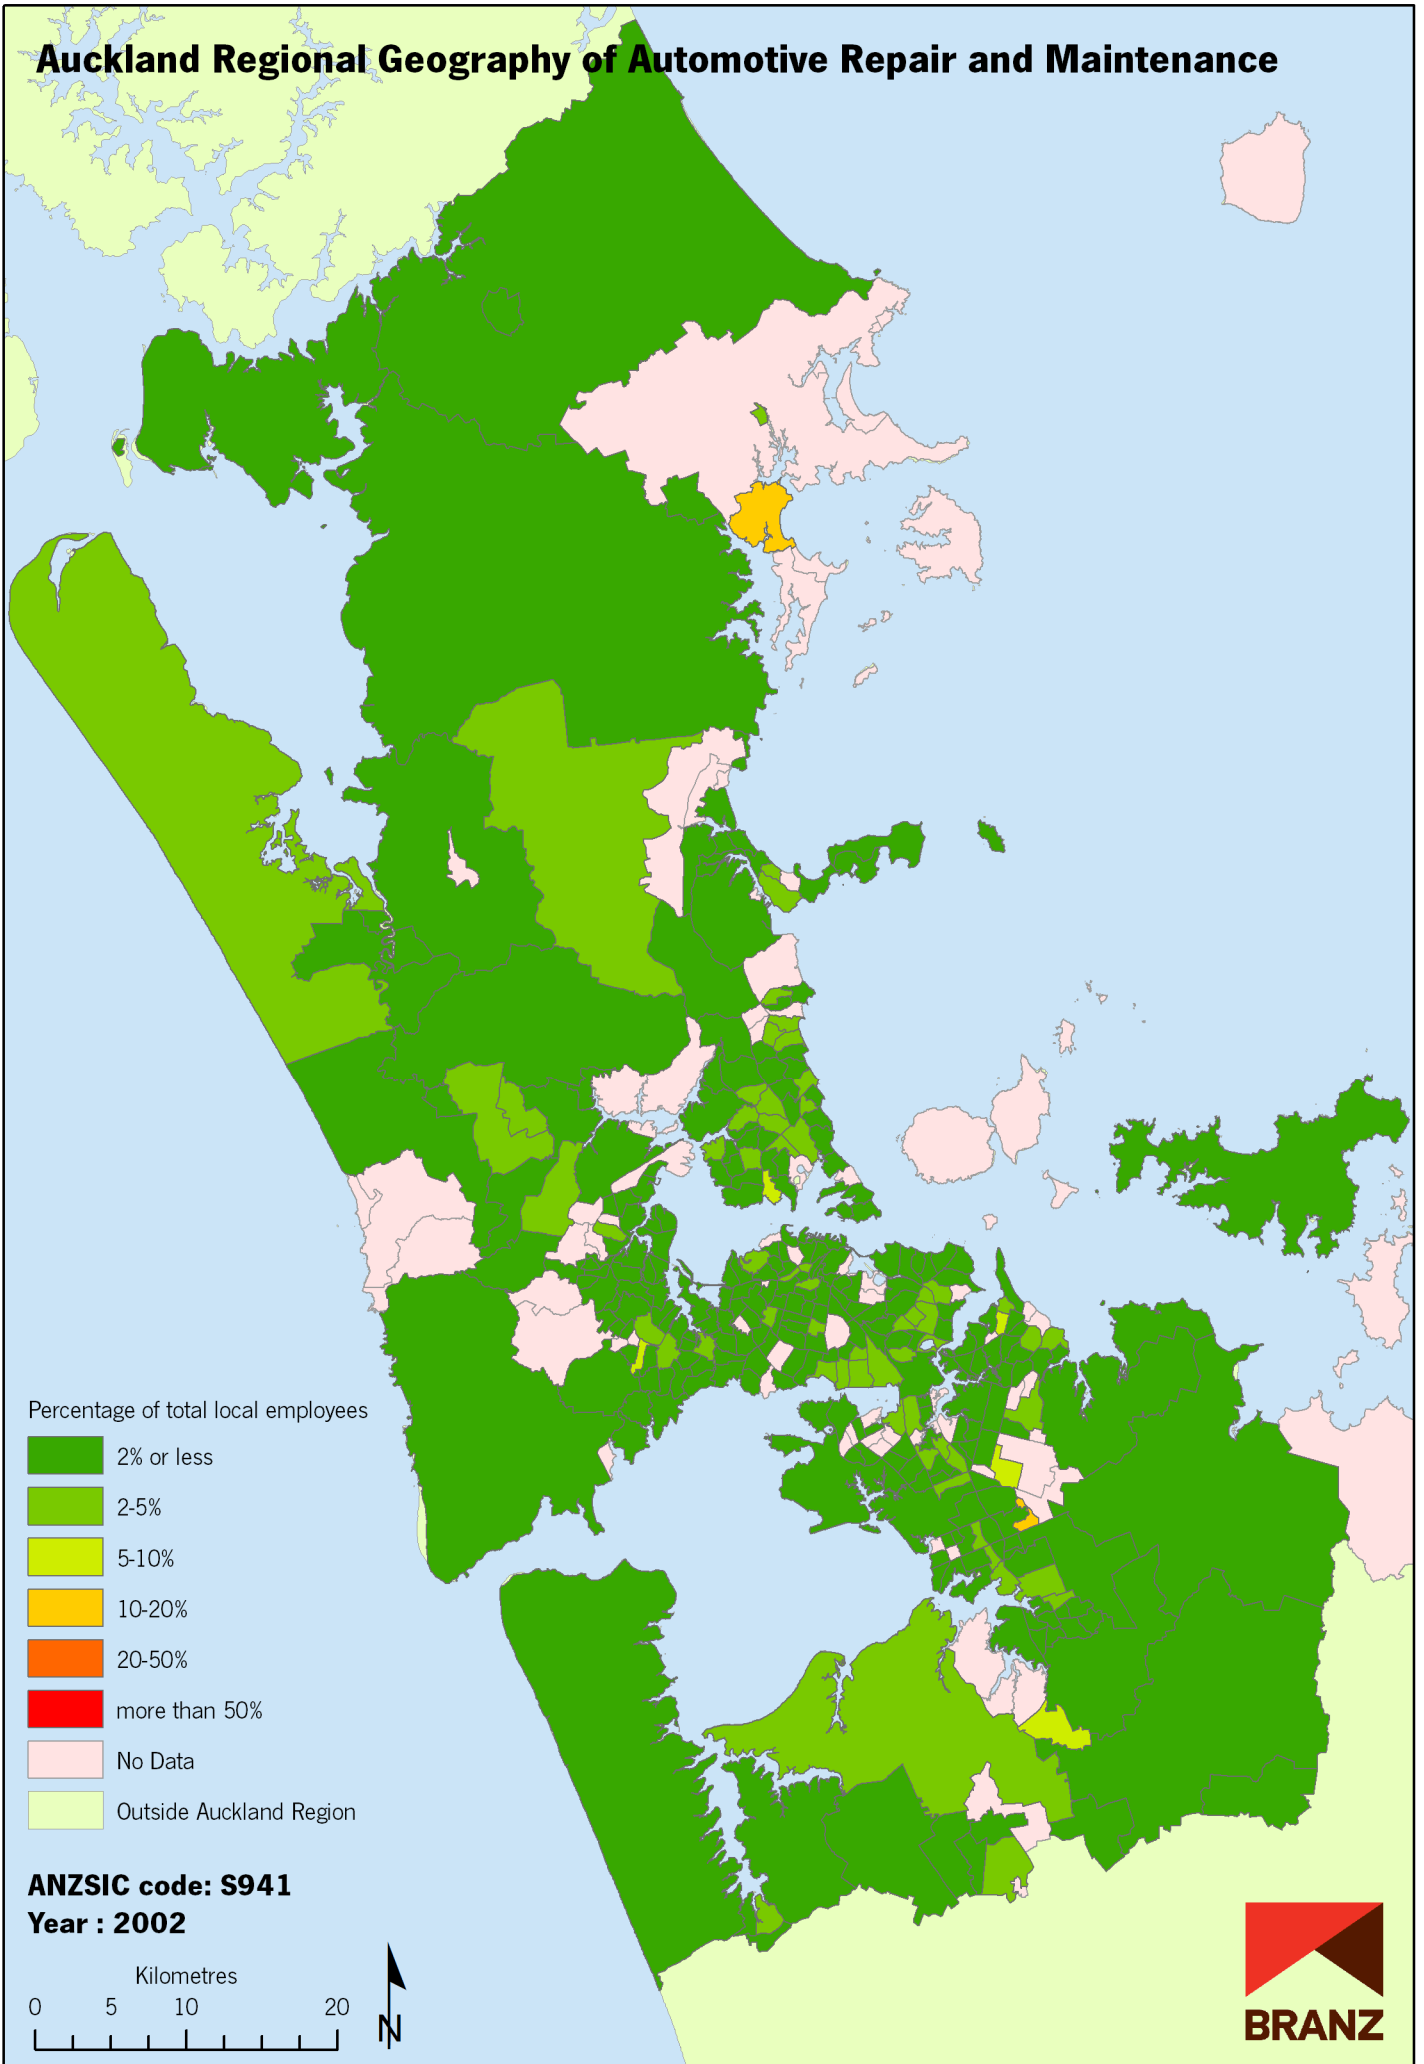 Auckland Regional Geography of Automotive Repair and Maintenance
Percentage of total local employees
2% or less
2-5%
5-10%
10-20%
20-50%
more than 50%
No Data
Outside Auckland Region
ANZSIC code: S941
Year : 2002
Kilometres
0 5 10 20
N
BRANZ